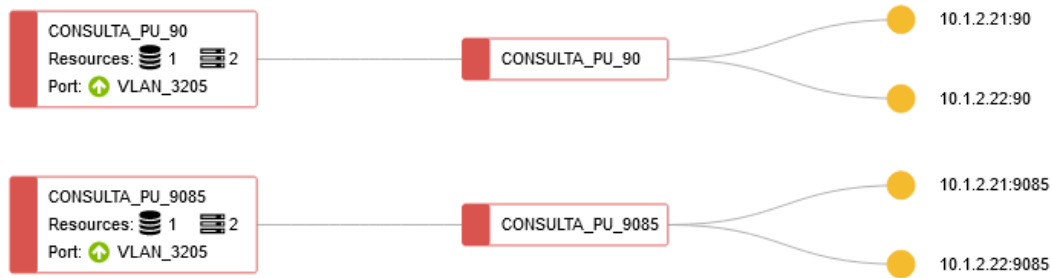 CONSULTA_PU_90
Resources: 1 2
Port: VLAN_3205
CONSULTA_PU_90
10.1.2.21:90
10.1.2.22:90
CONSULTA_PU_9085
Resources: 1 2
Port: VLAN_3205
CONSULTA_PU_9085
10.1.2.21:9085
10.1.2.22:9085